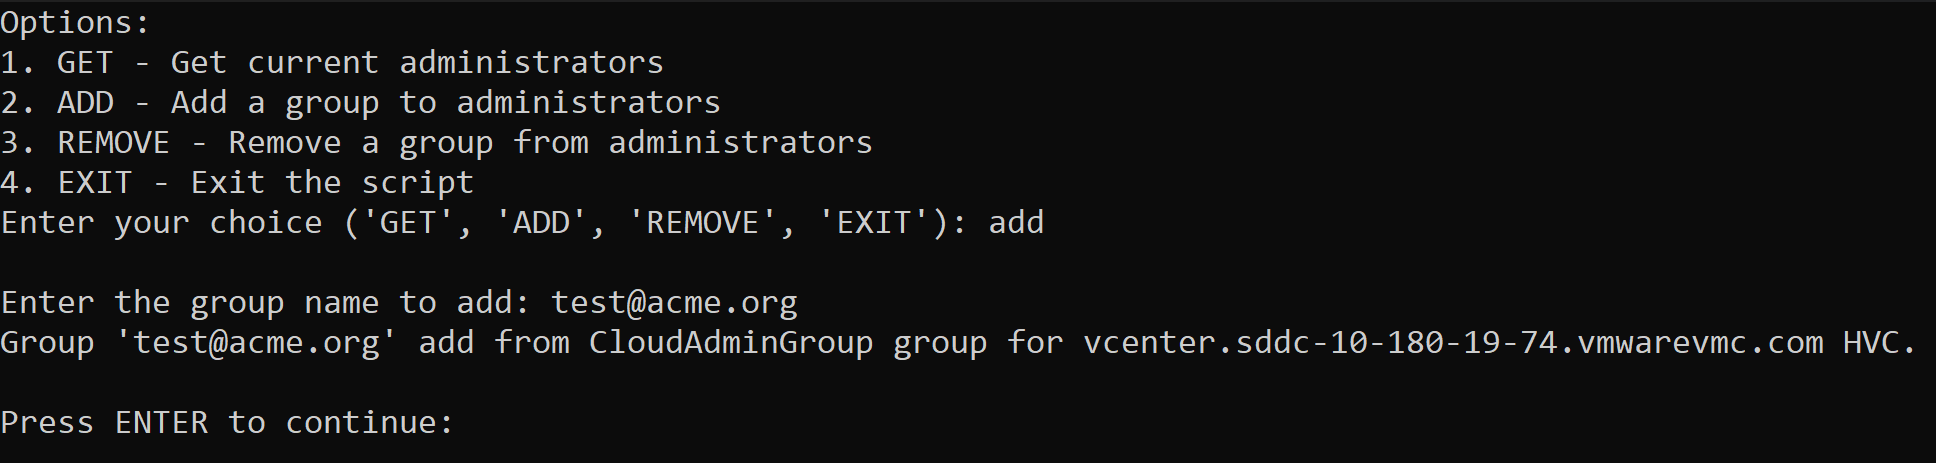 Options:
1. GET - Get current administrators
2. ADD - Add a group to administrators
3. REMOVE - Remove a group from administrators
4. EXIT - Exit the script
Enter your choice ('GET', 'ADD', 'REMOVE', 'EXIT'): add
Enter the group name to add: test@acme.org
Group 'test@acme.org' add from CloudAdminGroup group for vcenter.sddc-10-180-19-74.vmwarevmc.com HVC.
Press ENTER to continue: